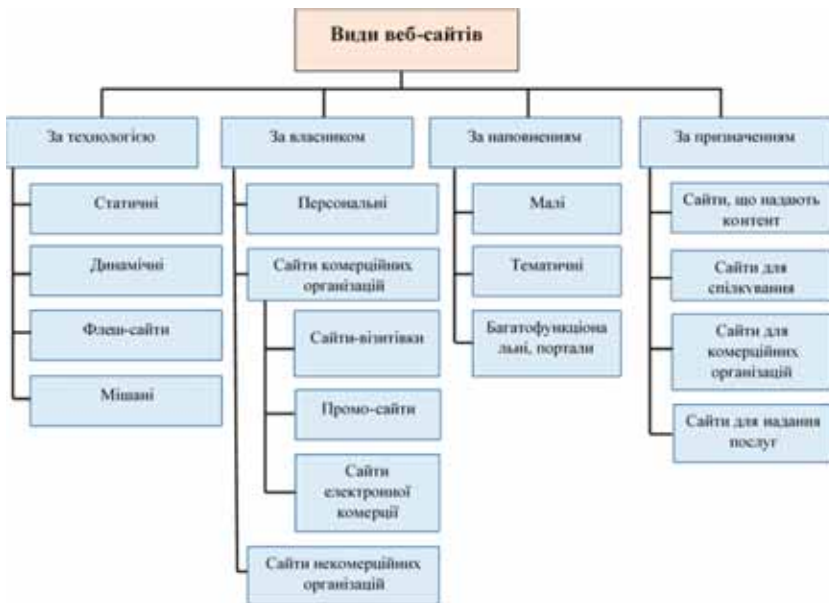 Види веб-сайтів
За технологією
Статичні
Динамічні
Флеш-сайти
Мішані
За власником
Персональні
Сайти комерційних
організацій
Сайти-візитівки
Промо-сайти
Сайти
електронної
комерції
Сайти некомерційних
організацій
За наповненням
Малі
Тематичні
Багатофункціона
льні, портали
За призначенням
Сайти, що надають
контент
Сайти для
спілкування
Сайти для
комерційних
організацій
Сайти для надання
послуг